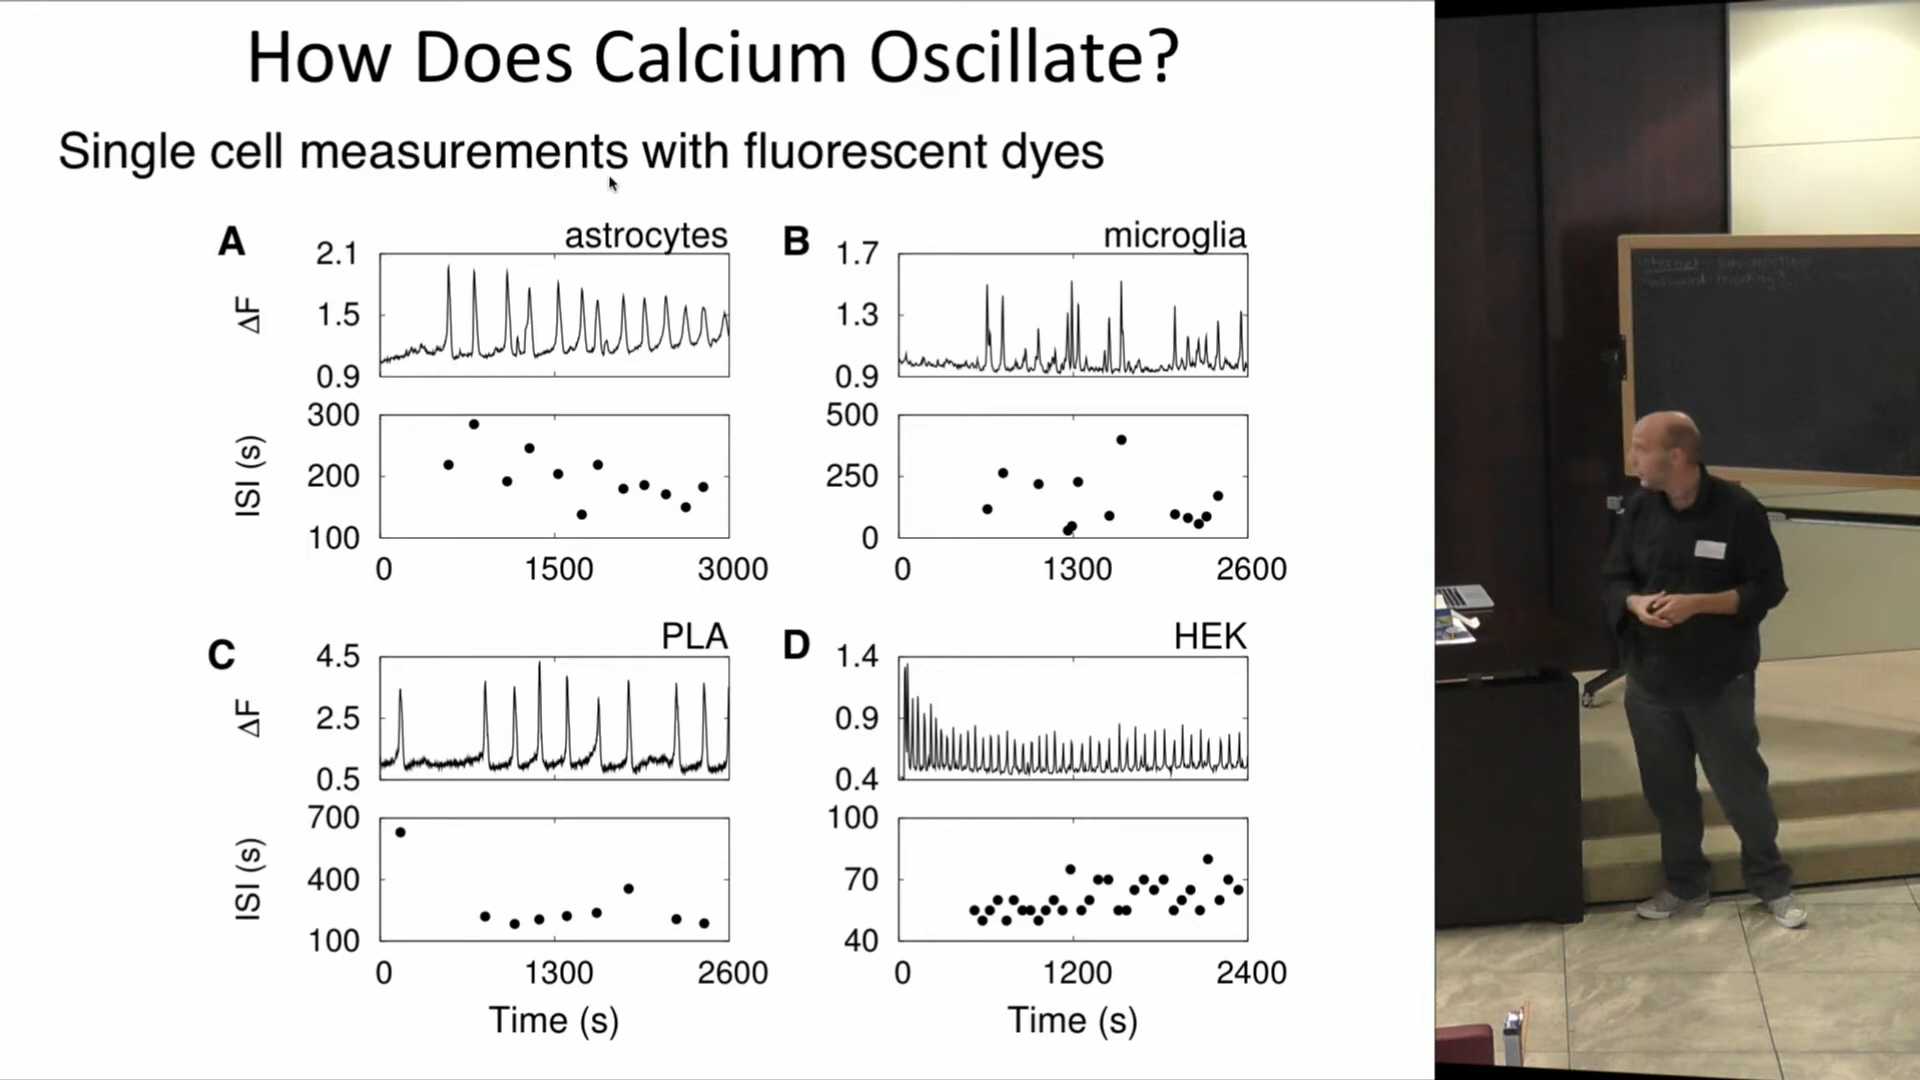 How Does Calcium Oscillate?
Single cell measurements with fluorescent dyes
A
astrocytes
2.1
1.5
0.9
ΔF
300
200
100
ISI (s)
0 1500 3000
B
microglia
1.7
1.3
0.9
500
250
0
0 1300 2600
C
PLA
4.5
2.5
0.5
ΔF
700
400
100
ISI (s)
0 1300 2600
Time (s)
D
HEK
1.4
0.9
0.4
100
70
40
0 1200 2400
Time (s)